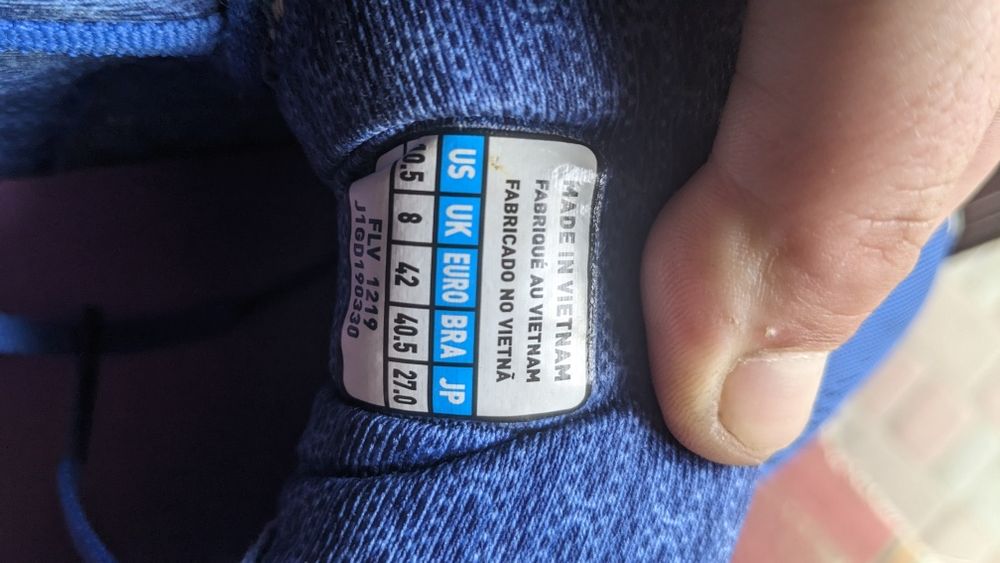 MADE IN VIETNAM
FABRIQUÉ AU VIETNAM
FABRICADO NO VIETNÃ
US UK EURO BRA JP
10.5 8 42 40.5 27.0
FLV 1219
J1GD190330